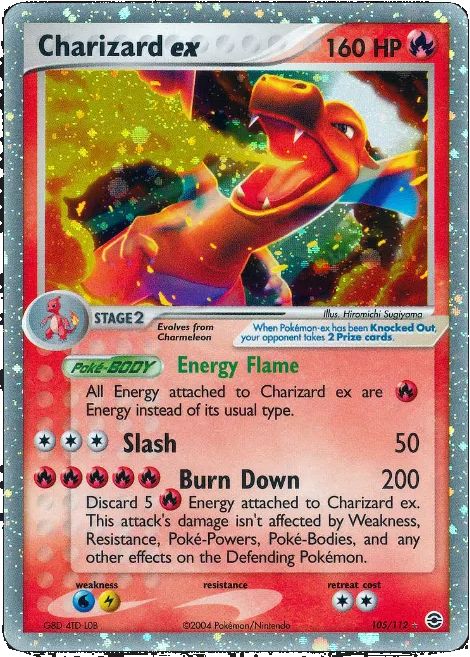 Charizard ex 160 HP
Illus. Hiromichi Sugiyama
STAGE2
Evolves from
Charmeleon
When Pokémon-ex has been Knocked Out,
your opponent takes 2 Prize cards.
Poké-BODY Energy Flame
All Energy attached to Charizard ex are
Energy instead of its usual type.
Slash 50
Burn Down 200
Discard 5 Energy attached to Charizard ex.
This attack's damage isn't affected by Weakness,
Resistance, Poké-Powers, Poké-Bodies, and any
other effects on the Defending Pokémon.
weakness resistance retreat cost
G8D-4TD-L08 ©2004 Pokémon/Nintendo 105/112